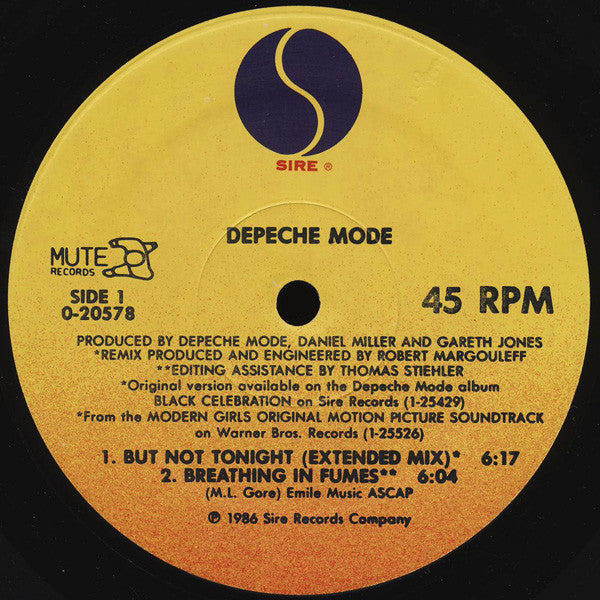 SIRE ®
DEPECHE MODE
MUTE
RECORDS
SIDE 1
0-20578
45 RPM
PRODUCED BY DEPECHE MODE, DANIEL MILLER AND GARETH JONES
*REMIX PRODUCED AND ENGINEERED BY ROBERT MARGOULEFF
**EDITING ASSISTANCE BY THOMAS STIEHLER
*Original version available on the Depeche Mode album
BLACK CELEBRATION on Sire Records (1-25429)
*From the MODERN GIRLS ORIGINAL MOTION PICTURE SOUNDTRACK
on Warner Bros. Records (1-25526)
1. BUT NOT TONIGHT (EXTENDED MIX)* 6:17
2. BREATHING IN FUMES** 6:04
(M.L. Gore) Emile Music ASCAP
℗ 1986 Sire Records Company